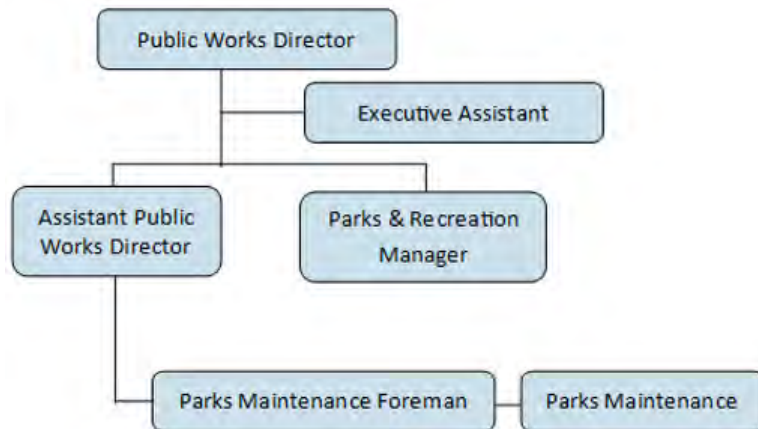 Public Works Director
Executive Assistant
Assistant Public
Works Director
Parks & Recreation
Manager
Parks Maintenance Foreman
Parks Maintenance